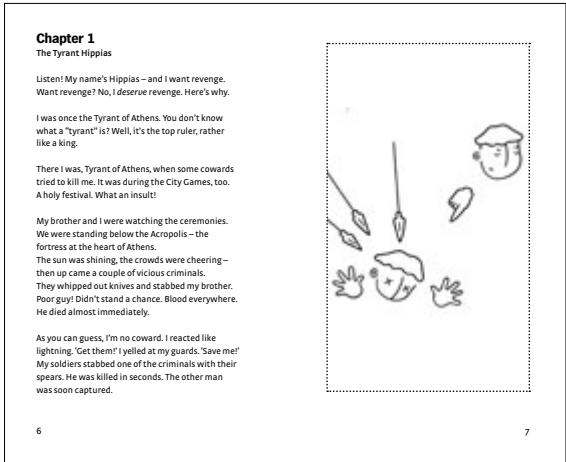 Chapter 1
The Tyrant Hippias
Listen! My name's Hippias – and I want revenge.
Want revenge? No, I deserve revenge. Here's why.
I was once the Tyrant of Athens. You don't know
what a "tyrant" is? Well, it's the top ruler, rather
like a king.
There I was, Tyrant of Athens, when some cowards
tried to kill me. It was during the City Games, too.
A holy festival. What an insult!
My brother and I were watching the ceremonies.
We were standing below the Acropolis – the
fortress at the heart of Athens.
The sun was shining, the crowds were cheering –
then up came a couple of vicious criminals.
They whipped out knives and stabbed my brother.
Poor guy! Didn't stand a chance. Blood everywhere.
He died almost immediately.
As you can guess, I'm no coward. I reacted like
lightning. 'Get them!' I yelled at my guards. 'Save me!'
My soldiers stabbed one of the criminals with their
spears. He was killed in seconds. The other man
was soon captured.
6
7